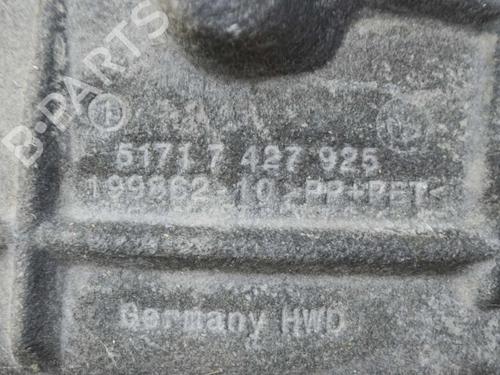 B-PARTS
5171 7 427 925
199862-10 >PP+PET<
Germany HWD